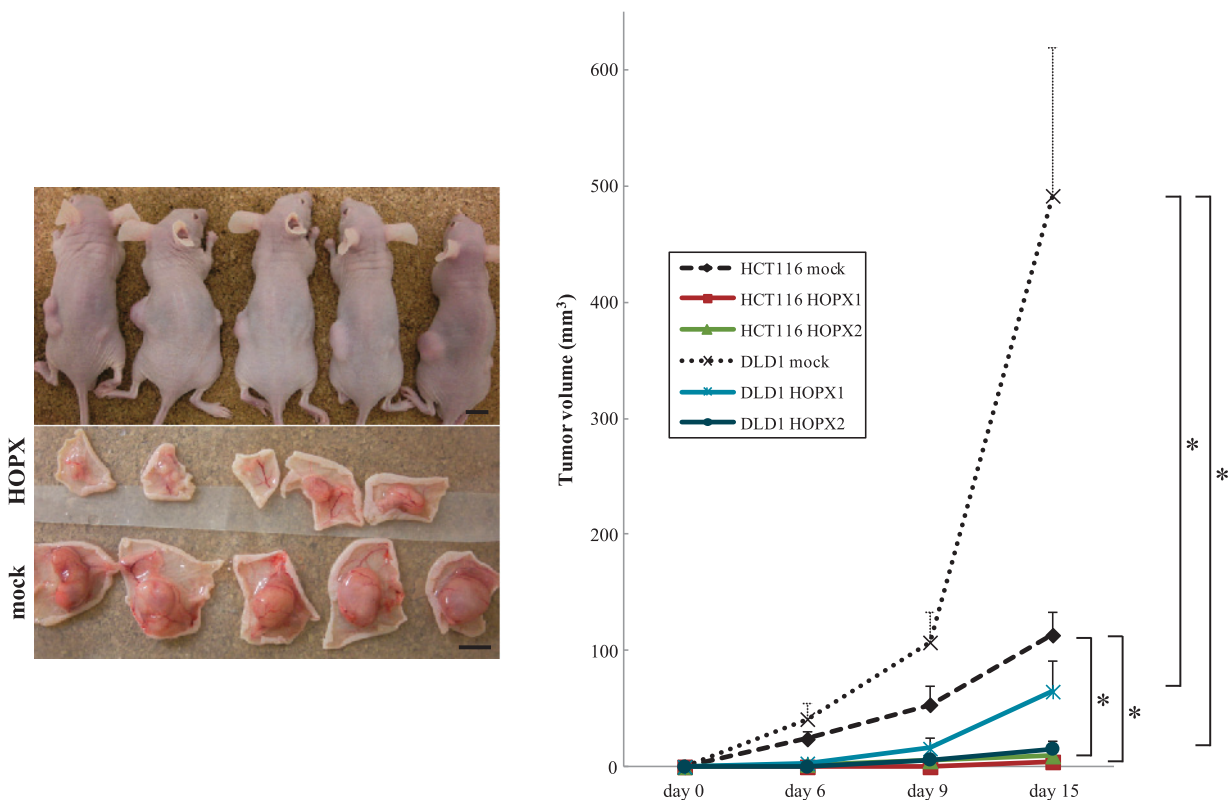 HOPX
mock
Tumor volume (mm³)
600
500
400
300
200
100
0
HCT116 mock
HCT116 HOPX1
HCT116 HOPX2
DLD1 mock
DLD1 HOPX1
DLD1 HOPX2
*
*
*
*
day 0
day 6
day 9
day 15